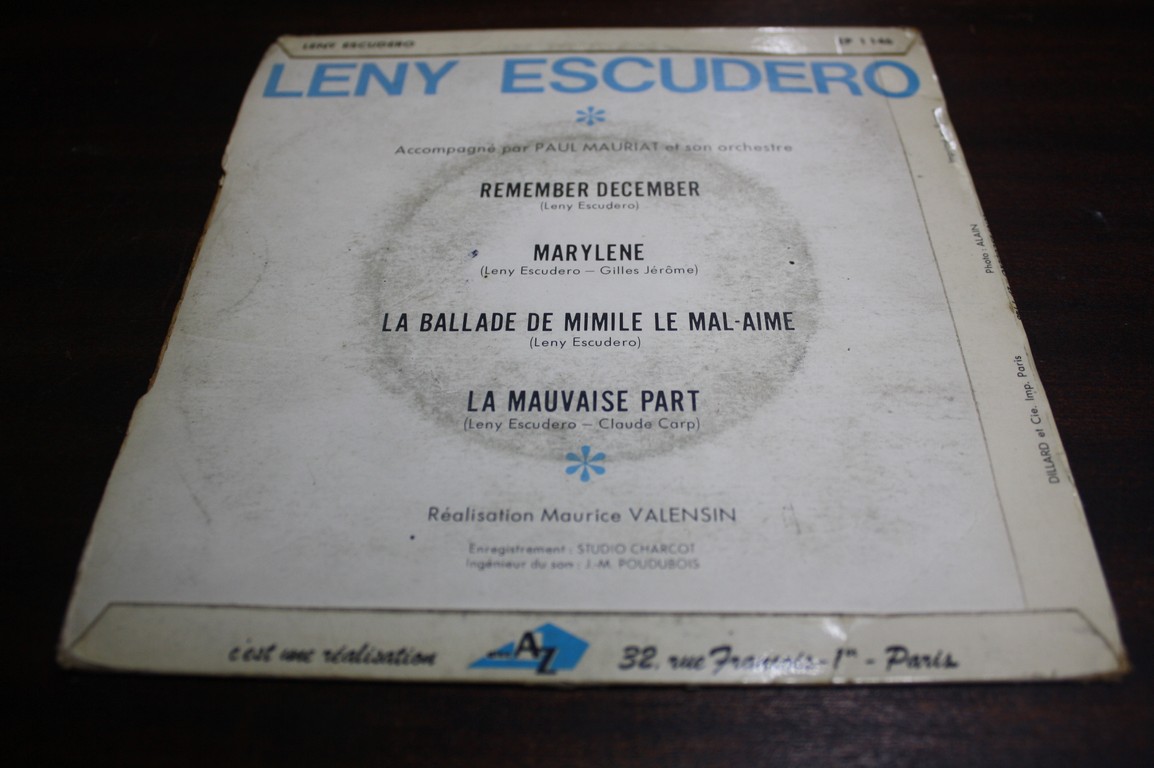 LENY ESCUDERO
EP 1146
LENY ESCUDERO
Accompagné par PAUL MAURIAT et son orchestre
REMEMBER DECEMBER
(Leny Escudero)
MARYLENE
(Leny Escudero — Gilles Jérôme)
LA BALLADE DE MIMILE LE MAL-AIME
(Leny Escudero)
LA MAUVAISE PART
(Leny Escudero — Claude Carp)
Réalisation Maurice VALENSIN
Enregistrement : STUDIO CHARCOT
Ingénieur du son : J.-M. POUDUBOIS
Photo : ALAIN
DILLARD et Cie. Imp. Paris
c'est une réalisation
AZ
32, rue François-1er - Paris